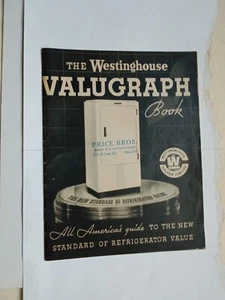 THE Westinghouse
VALUGRAPH
Book
PRICE BROS.
THE NEW STANDARD OF REFRIGERATOR VALUE
W
All America's guide TO THE NEW
STANDARD OF REFRIGERATOR VALUE